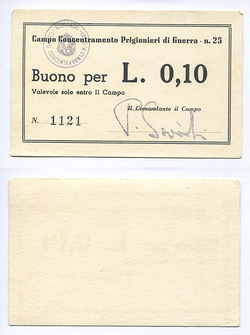 Campo Concentramento Prigionieri di Guerra - n. 25
Buono per L. 0,10
Valevole solo entro Il Campo
Il Comandante il Campo
N. 1121